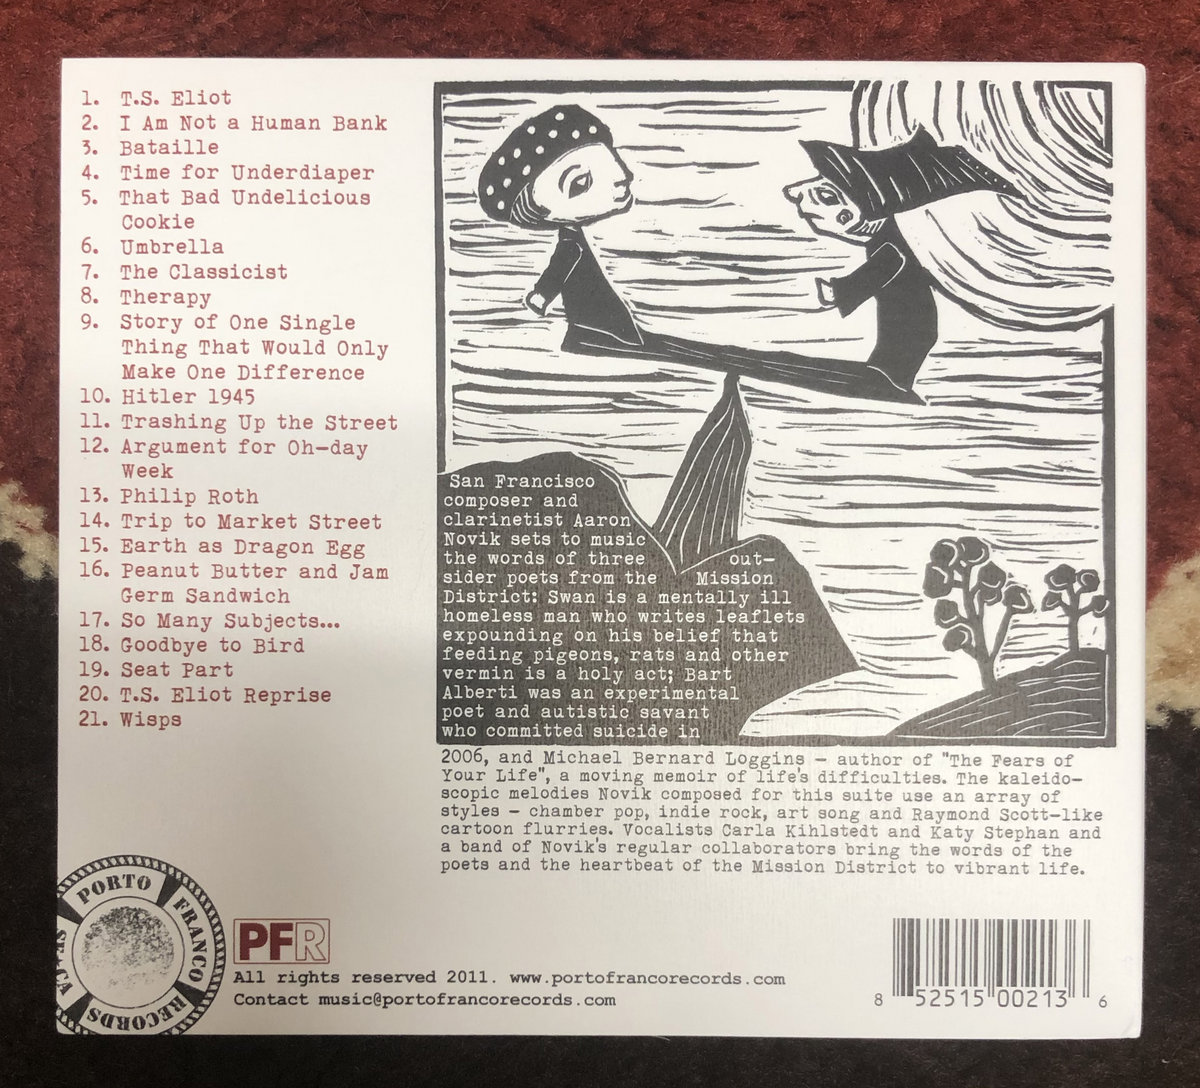 1. T.S. Eliot
2. I Am Not a Human Bank
3. Bataille
4. Time for Underdiaper
5. That Bad Undelicious
Cookie
6. Umbrella
7. The Classicist
8. Therapy
9. Story of One Single
Thing That Would Only
Make One Difference
10. Hitler 1945
11. Trashing Up the Street
12. Argument for Oh-day
Week
13. Philip Roth
14. Trip to Market Street
15. Earth as Dragon Egg
16. Peanut Butter and Jam
Germ Sandwich
17. So Many Subjects...
18. Goodbye to Bird
19. Seat Part
20. T.S. Eliot Reprise
21. Wisps
San Francisco
composer and
clarinetist Aaron
Novik sets to music
the words of three out-
sider poets from the Mission
District: Swan is a mentally ill
homeless man who writes leaflets
expounding on his belief that
feeding pigeons, rats and other
vermin is a holy act; Bart
Alberti was an experimental
poet and autistic savant
who committed suicide in
2006, and Michael Bernard Loggins - author of "The Fears of
Your Life", a moving memoir of life's difficulties. The kaleido-
scopic melodies Novik composed for this suite use an array of
styles - chamber pop, indie rock, art song and Raymond Scott-like
cartoon flurries. Vocalists Carla Kihlstedt and Katy Stephan and
a band of Novik's regular collaborators bring the words of the
poets and the heartbeat of the Mission District to vibrant life.
PORTO FRANCO RECORDS
PFR
All rights reserved 2011. www.portofrancorecords.com
Contact music@portofrancorecords.com
8 52515 00213 6